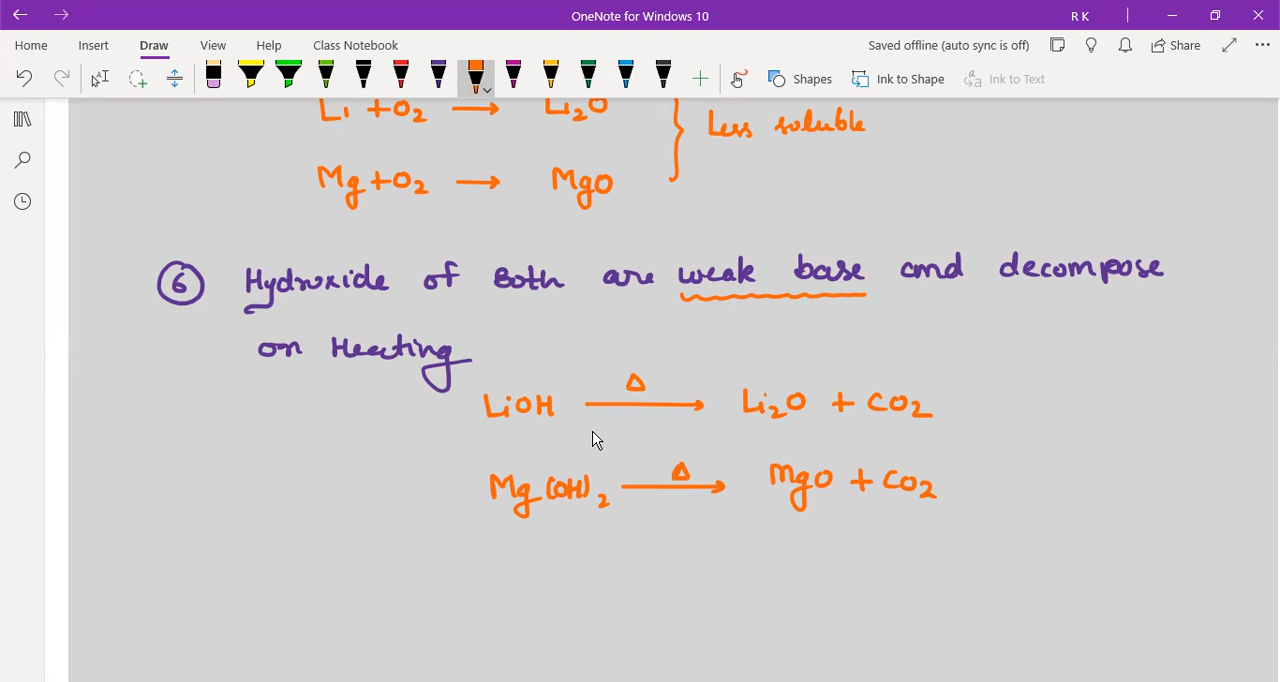 OneNote for Windows 10
R K
Home Insert Draw View Help Class Notebook
Saved offline (auto sync is off)
Share
Shapes
Ink to Shape
Ink to Text
Li + O2 → Li2O
Less soluble
Mg + O2 → MgO
6 Hydroxide of Both are weak base and decompose
on Heating
LiOH Δ→ Li2O + CO2
Mg(OH)2 Δ→ MgO + CO2